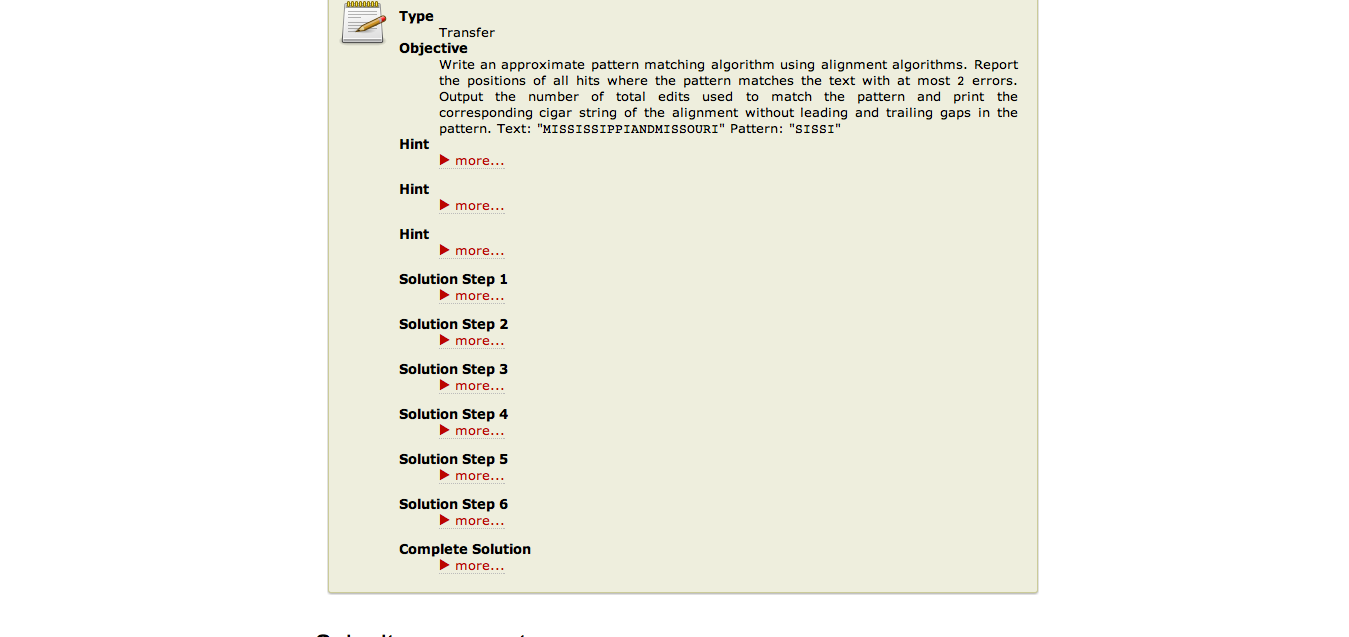 Type
Transfer
Objective
Write an approximate pattern matching algorithm using alignment algorithms. Report
the positions of all hits where the pattern matches the text with at most 2 errors.
Output the number of total edits used to match the pattern and print the
corresponding cigar string of the alignment without leading and trailing gaps in the
pattern. Text: "MISSISSIPPIANDMISSOURI" Pattern: "SISSI"
Hint
more...
Hint
more...
Hint
more...
Solution Step 1
more...
Solution Step 2
more...
Solution Step 3
more...
Solution Step 4
more...
Solution Step 5
more...
Solution Step 6
more...
Complete Solution
more...